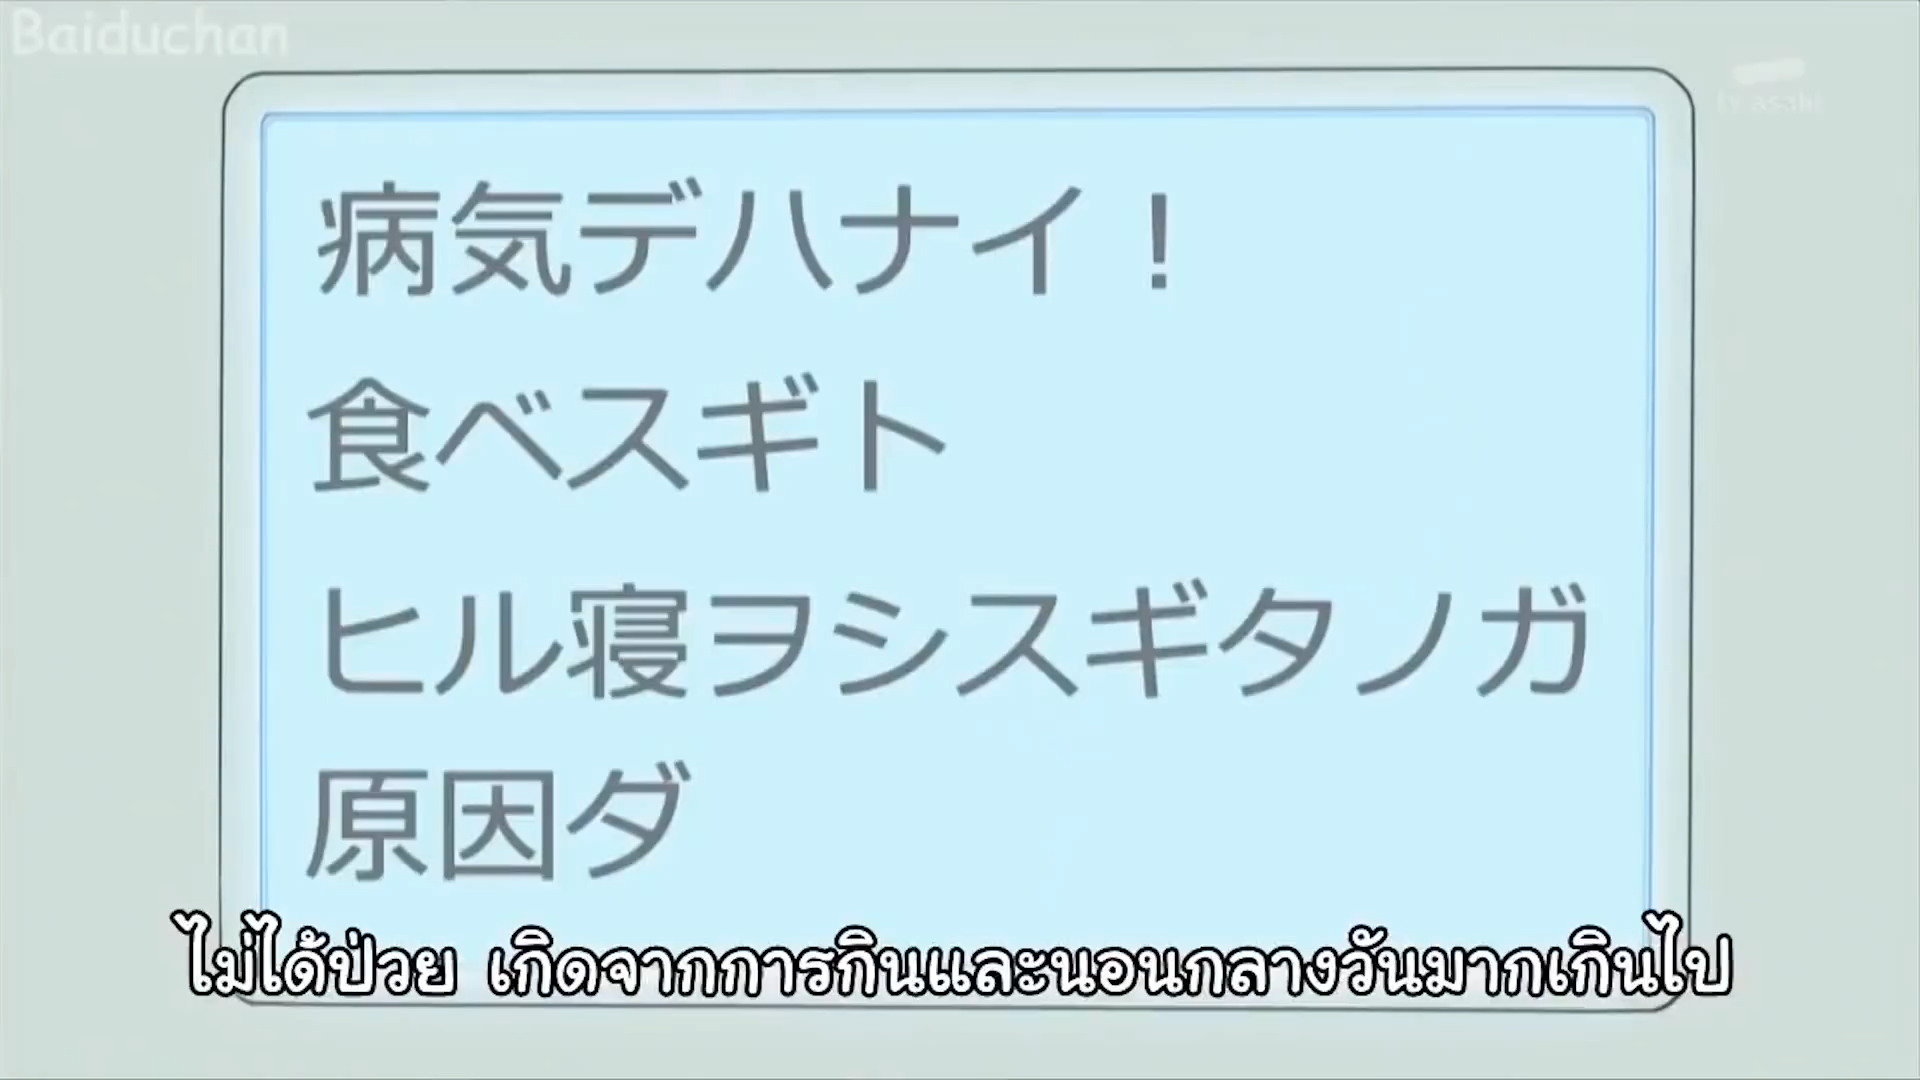 Baiduchan
tv asahi
病気デハナイ！
食ベスギト
ヒル寝ヲシスギタノガ
原因ダ
ไม่ได้ป่วย เกิดจากการกินและนอนกลางวันมากเกินไป